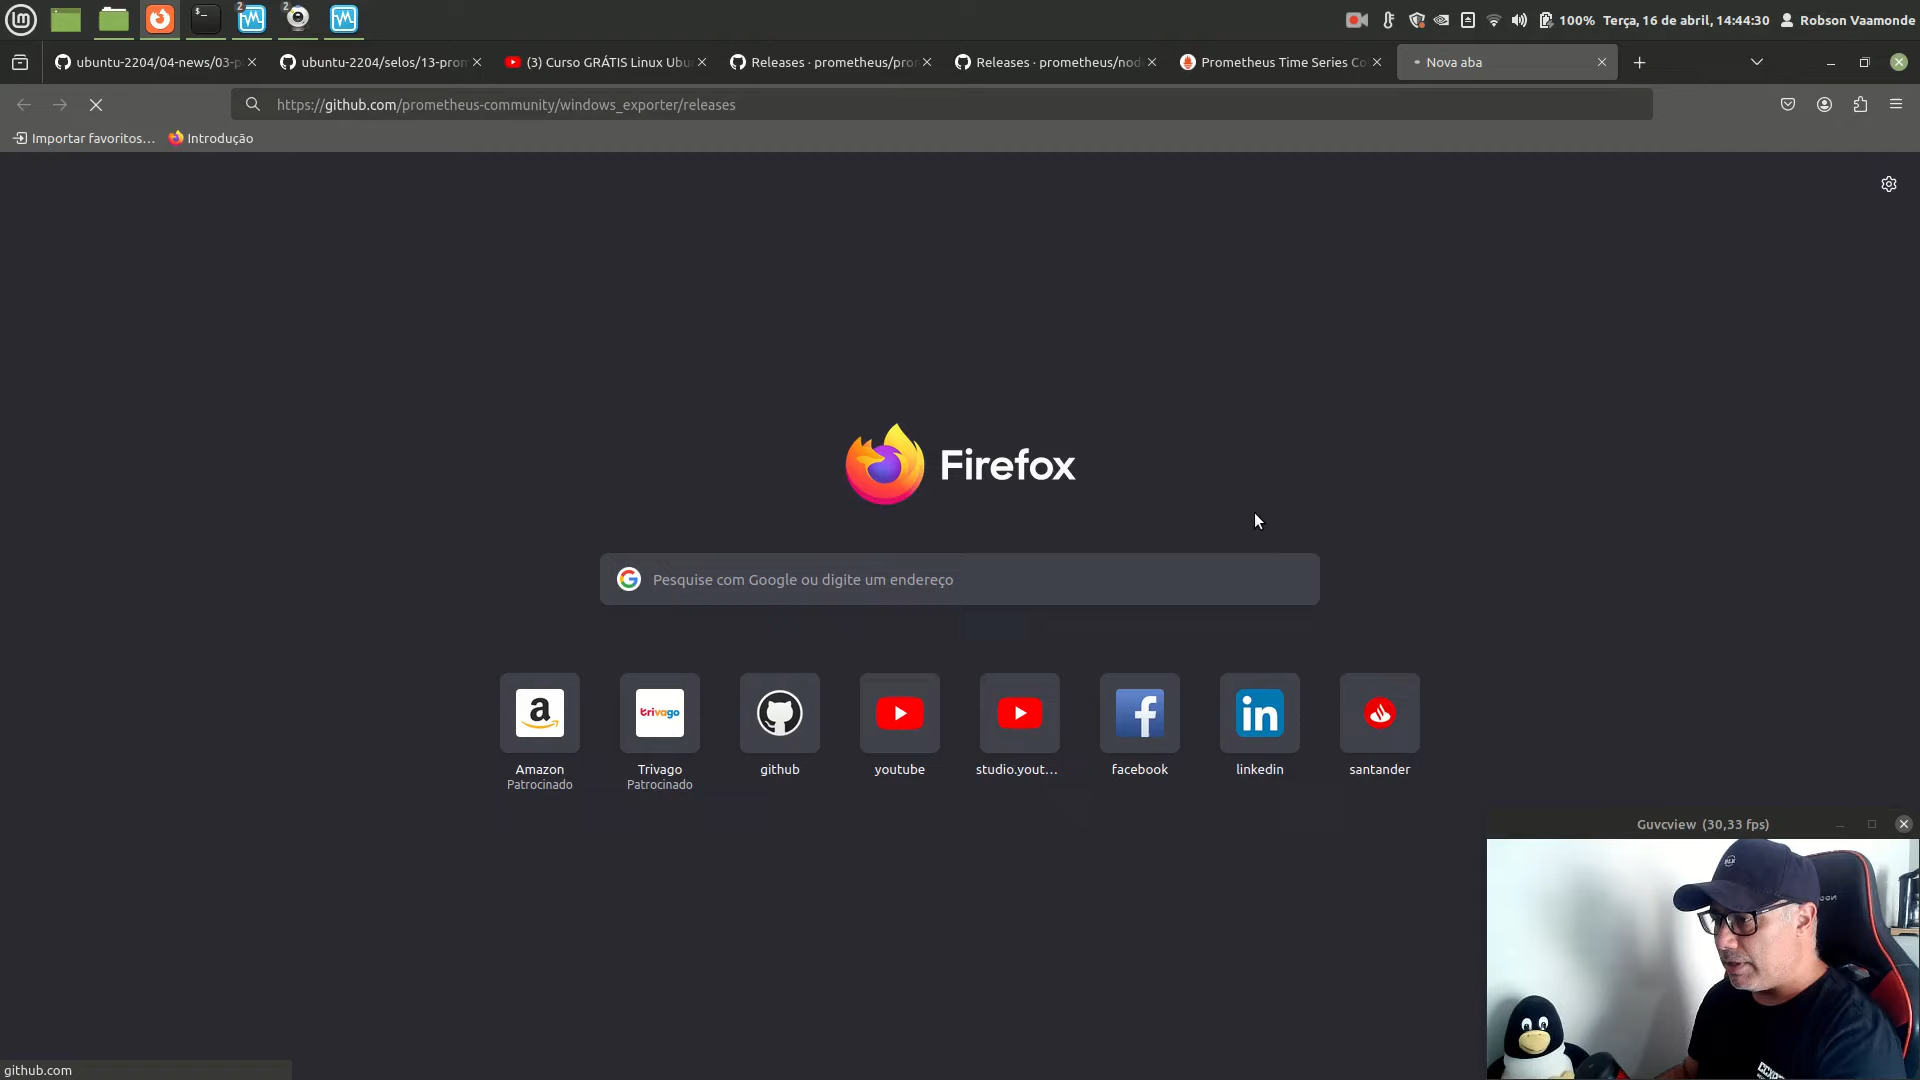 100% Terça, 16 de abril, 14:44:30 Robson Vaamonde
ubuntu-2204/04-news/03-p
ubuntu-2204/selos/13-prom
(3) Curso GRÁTIS Linux Ubu
Releases · prometheus/pro
Releases · prometheus/nod
Prometheus Time Series Co
Nova aba
https://github.com/prometheus-community/windows_exporter/releases
Importar favoritos… Introdução
Firefox
Pesquise com Google ou digite um endereço
trivago
Amazon
Patrocinado
Trivago
Patrocinado
github
youtube
studio.yout…
facebook
linkedin
santander
Guvcview (30,33 fps)
github.com